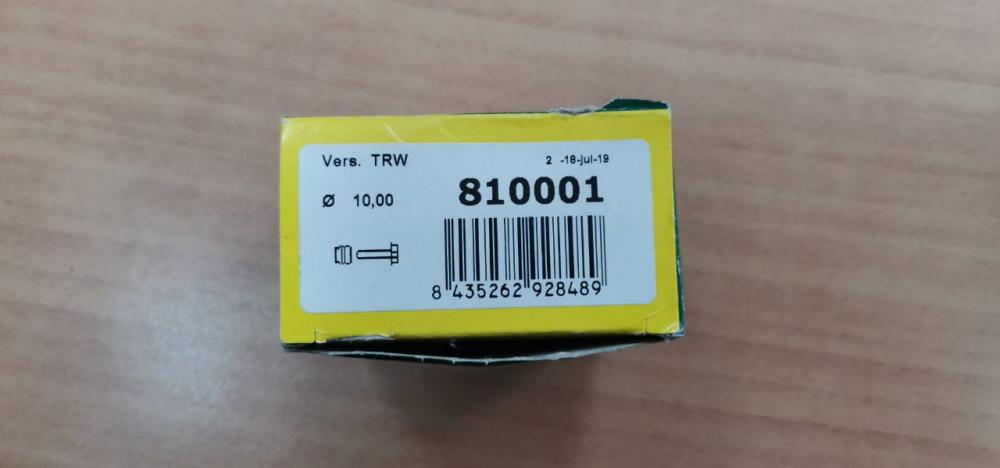 Vers. TRW
2 -18-jul-19
Ø 10,00
810001
8 435262 928489